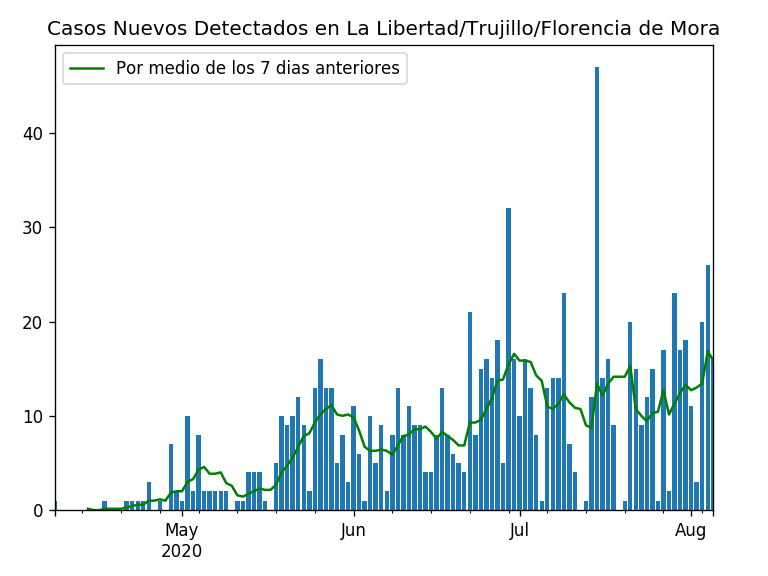 Casos Nuevos Detectados en La Libertad/Trujillo/Florencia de Mora
Por medio de los 7 dias anteriores
40
30
20
10
0
May
2020
Jun
Jul
Aug